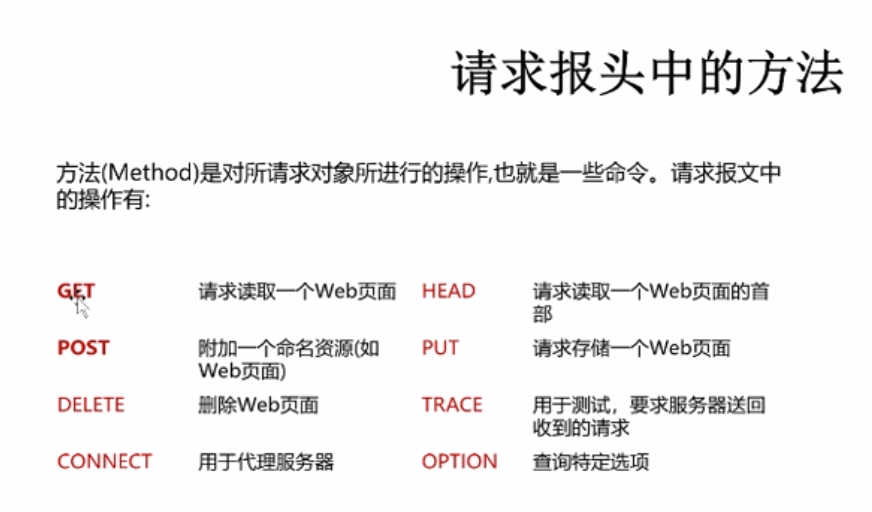 请求报头中的方法
方法(Method)是对所请求对象所进行的操作,也就是一些命令。请求报文中
的操作有:
GET 请求读取一个Web页面 HEAD 请求读取一个Web页面的首
部
POST 附加一个命名资源(如 PUT 请求存储一个Web页面
Web页面)
DELETE 删除Web页面 TRACE 用于测试，要求服务器送回
收到的请求
CONNECT 用于代理服务器 OPTION 查询特定选项